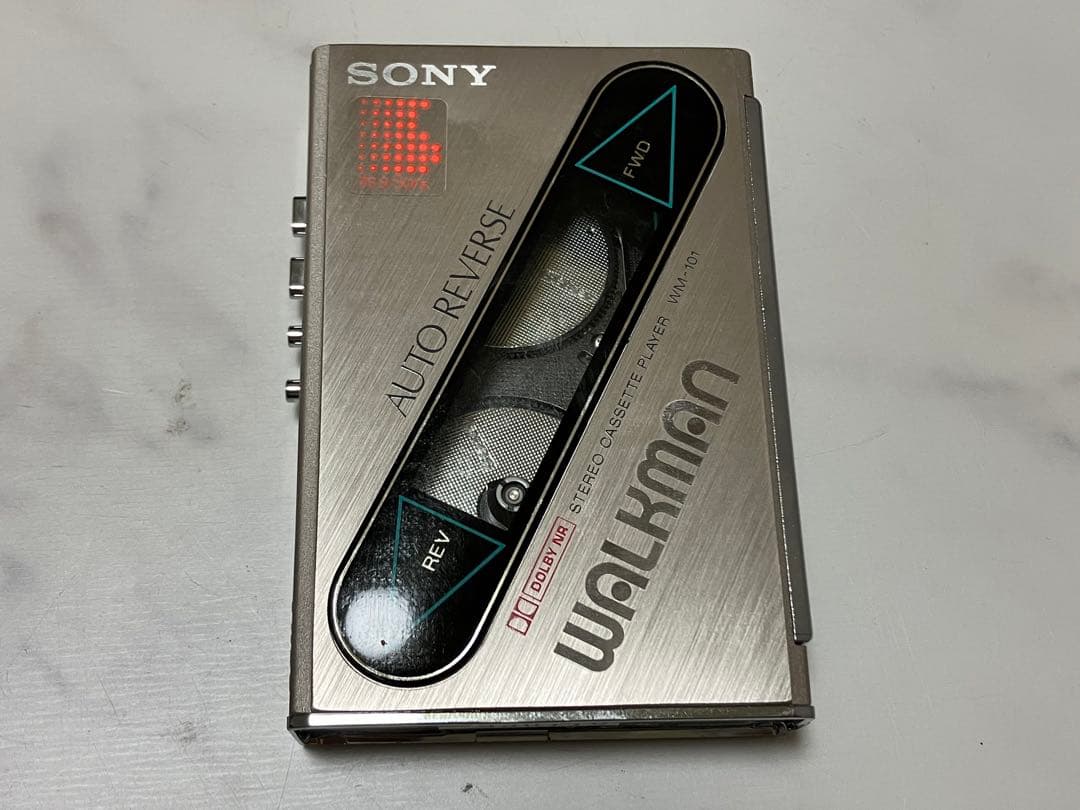 SONY
FWD
AUTO REVERSE
REV
DOLBY NR STEREO CASSETTE PLAYER WM-101
WALKMAN